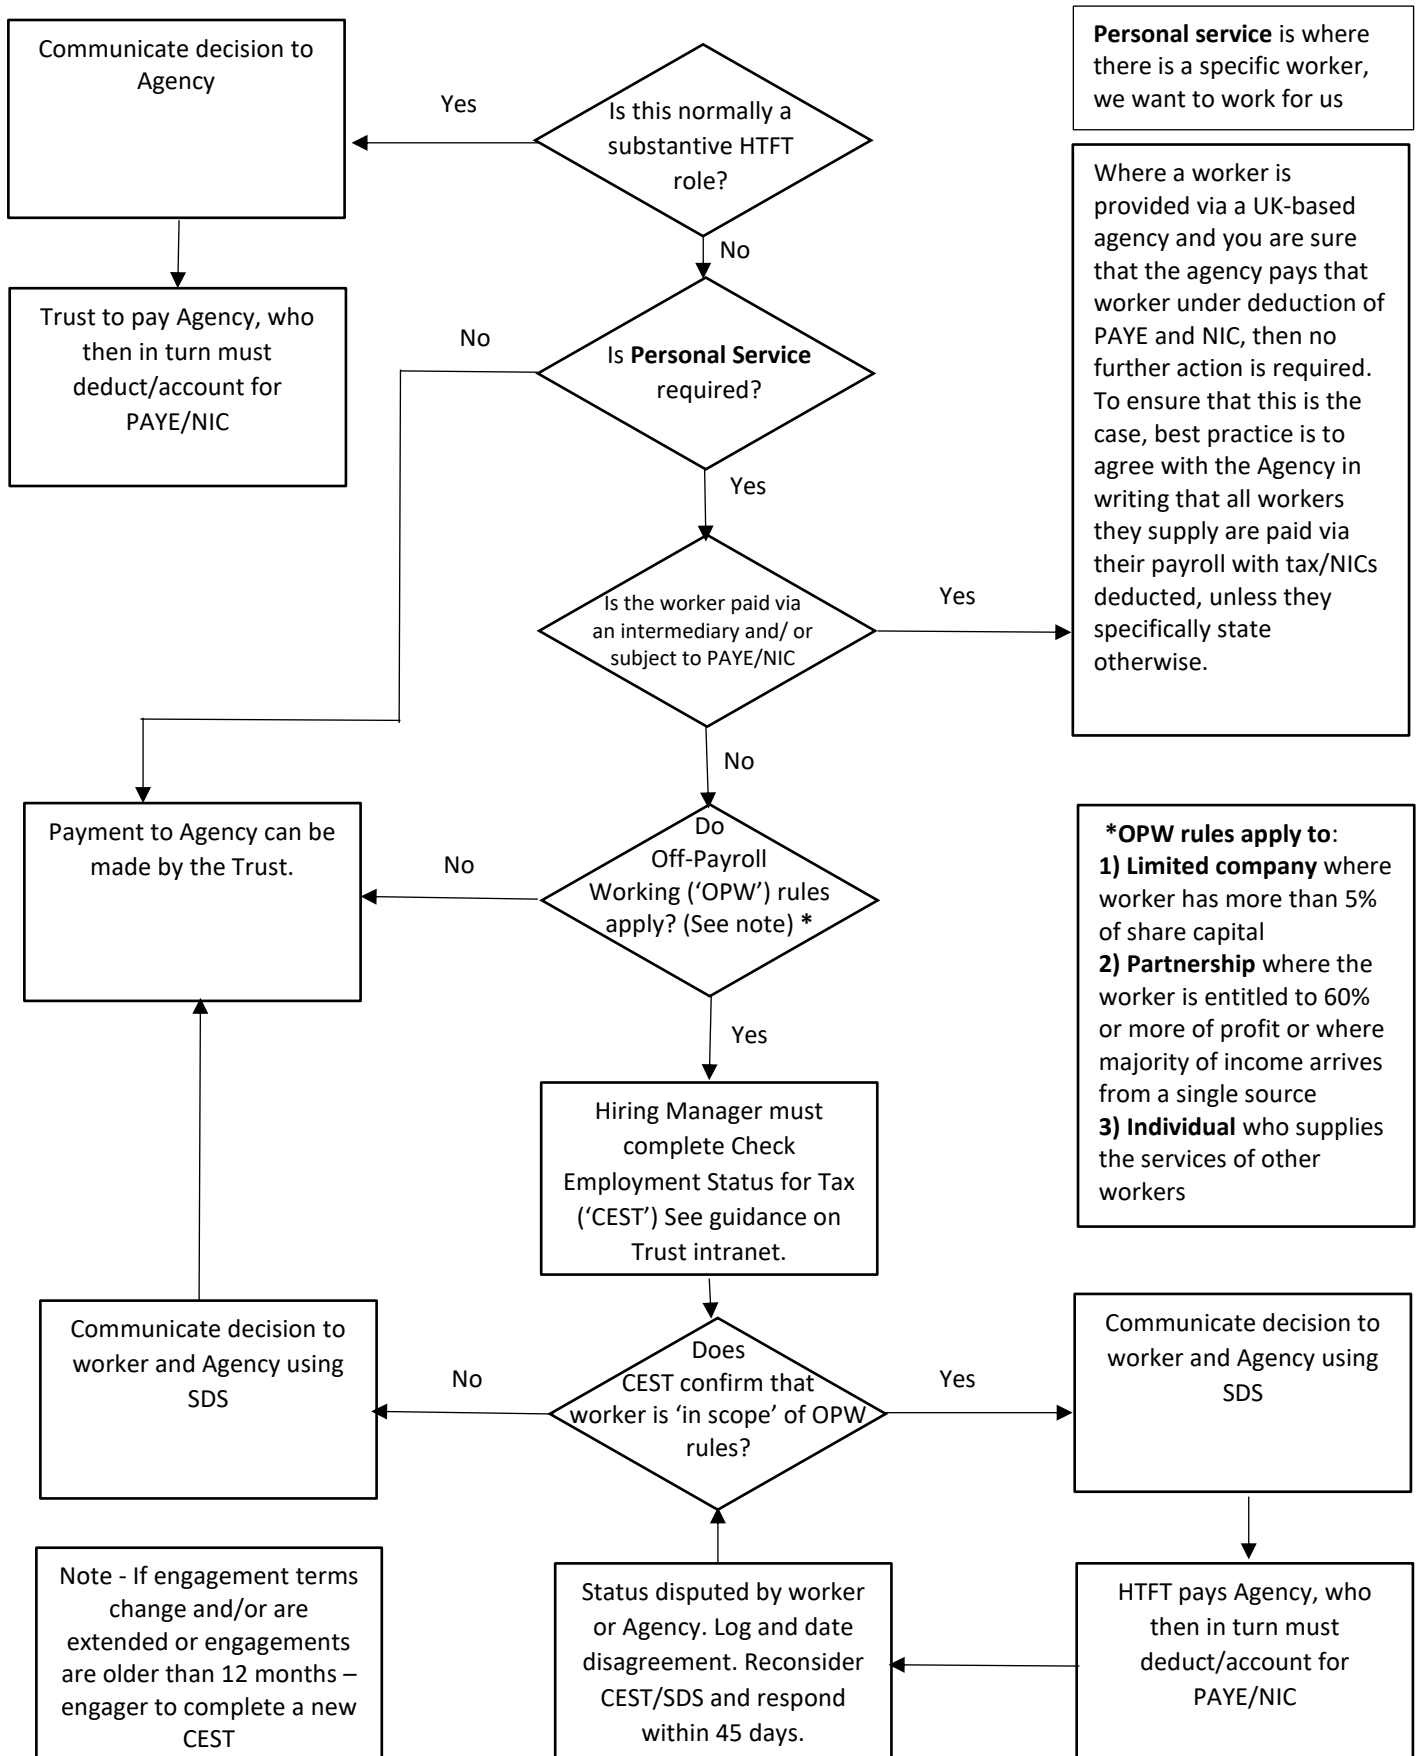 Communicate decision to
Agency
Yes
Is this normally a
substantive HTFT
role?
Personal service is where
there is a specific worker,
we want to work for us
No
Trust to pay Agency, who
then in turn must
deduct/account for
PAYE/NIC
No
Is Personal Service
required?
Yes
Where a worker is
provided via a UK-based
agency and you are sure
that the agency pays that
worker under deduction of
PAYE and NIC, then no
further action is required.
To ensure that this is the
case, best practice is to
agree with the Agency in
writing that all workers
they supply are paid via
their payroll with tax/NICs
deducted, unless they
specifically state
otherwise.
Is the worker paid via
an intermediary and/ or
subject to PAYE/NIC
Yes
No
Payment to Agency can be
made by the Trust.
No
Do
Off-Payroll
Working (‘OPW’) rules
apply? (See note) *
Yes
*OPW rules apply to:
1) Limited company where
worker has more than 5%
of share capital
2) Partnership where the
worker is entitled to 60%
or more of profit or where
majority of income arrives
from a single source
3) Individual who supplies
the services of other
workers
Hiring Manager must
complete Check
Employment Status for Tax
(‘CEST’) See guidance on
Trust intranet.
Communicate decision to
worker and Agency using
SDS
No
Does
CEST confirm that
worker is ‘in scope’ of OPW
rules?
Yes
Communicate decision to
worker and Agency using
SDS
Note - If engagement terms
change and/or are
extended or engagements
are older than 12 months –
engager to complete a new
CEST
Status disputed by worker
or Agency. Log and date
disagreement. Reconsider
CEST/SDS and respond
within 45 days.
HTFT pays Agency, who
then in turn must
deduct/account for
PAYE/NIC